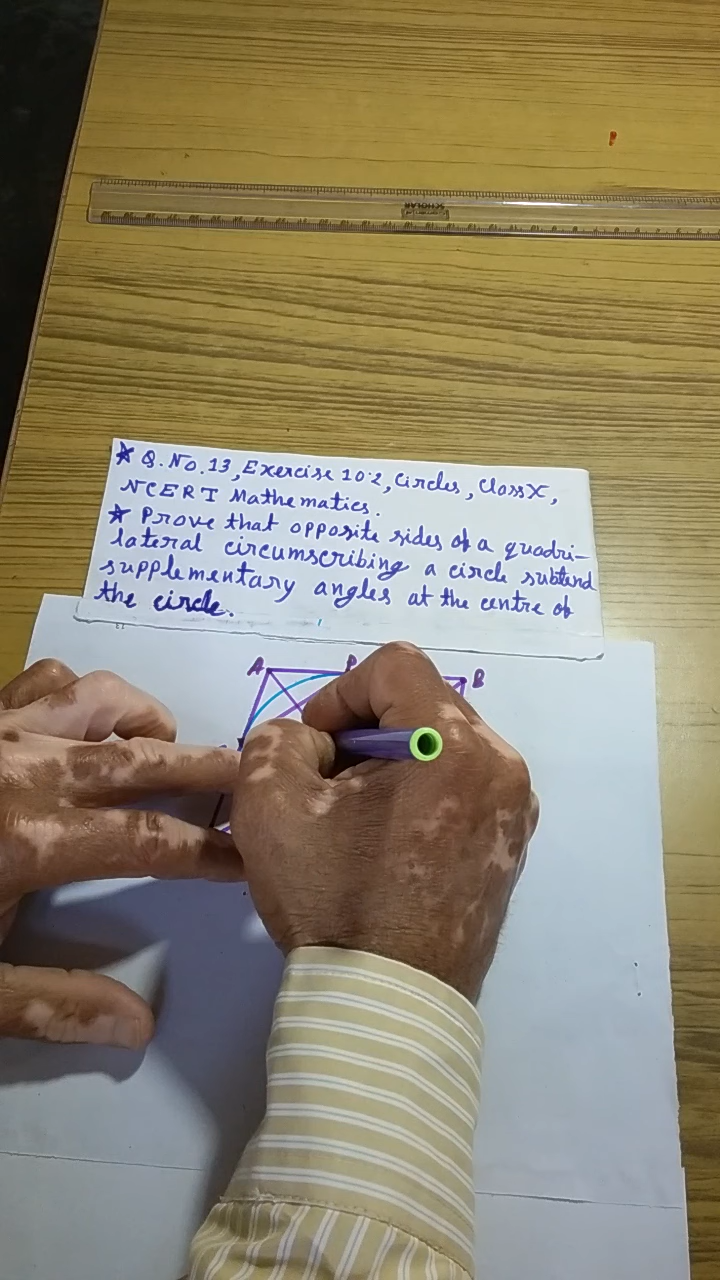 * Q. No. 13, Exercise 10.2, Circles, Class X,
NCERT Mathematics.
* Prove that opposite sides of a quadri-
lateral circumscribing a circle subtend
supplementary angles at the centre of
the circle.
A P B
SCHOLAR